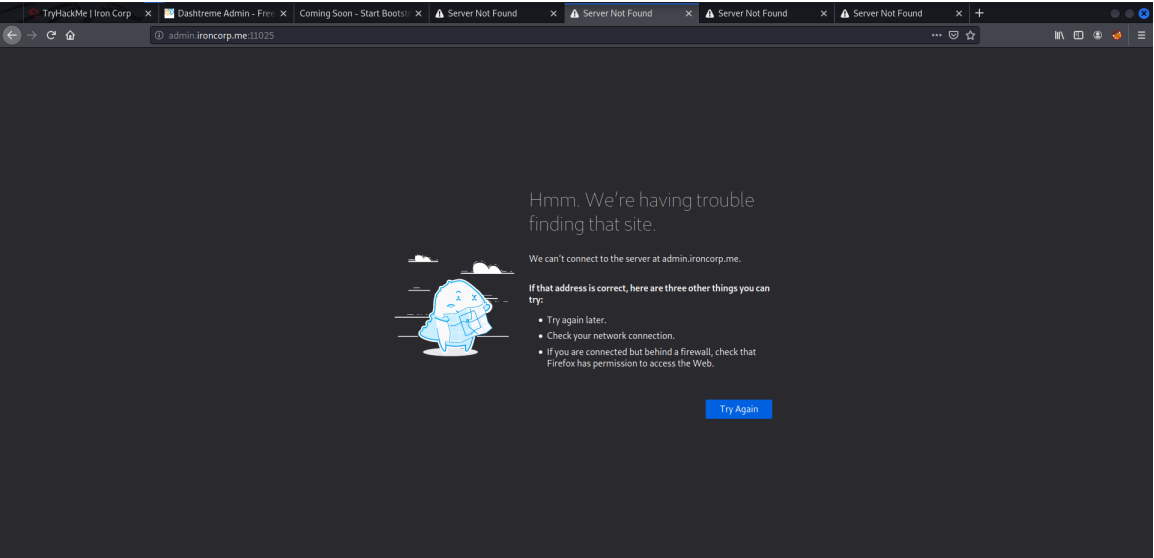 TryHackMe | Iron Corp
Dashtreme Admin - Free
Coming Soon - Start Bootst
Server Not Found
Server Not Found
Server Not Found
Server Not Found
admin.ironcorp.me:11025
Hmm. We're having trouble
finding that site.
We can't connect to the server at admin.ironcorp.me.
If that address is correct, here are three other things you can
try:
• Try again later.
• Check your network connection.
• If you are connected but behind a firewall, check that
Firefox has permission to access the Web.
Try Again